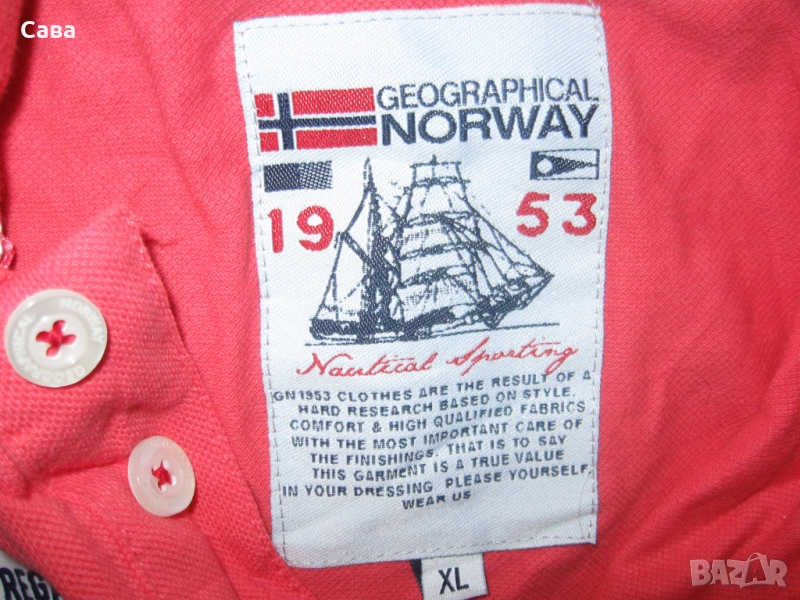 Сава
GEOGRAPHICAL
NORWAY
19 53
Nautical Sporting
GN1953 CLOTHES ARE THE RESULT OF A
HARD RESEARCH BASED ON STYLE,
COMFORT & HIGH QUALIFIED FABRICS
WITH THE MOST IMPORTANT CARE OF
THE FINISHINGS. THAT IS TO SAY
THIS GARMENT IS A TRUE VALUE
IN YOUR DRESSING. PLEASE YOURSELF,
WEAR US
XL
NORWAY
GEOGRAPHICAL
REGA
BAZAR